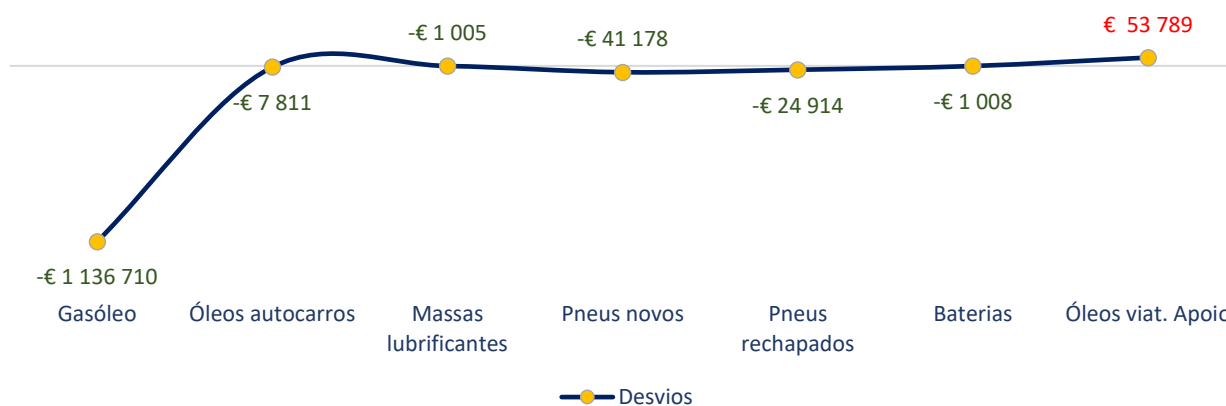 € 53 789
-€ 1 005
-€ 41 178
-€ 7 811
-€ 24 914
-€ 1 008
-€ 1 136 710
Gasóleo
Óleos autocarros
Massas
lubrificantes
Pneus novos
Pneus
rechapados
Baterias
Óleos viat. Apoio
Desvios